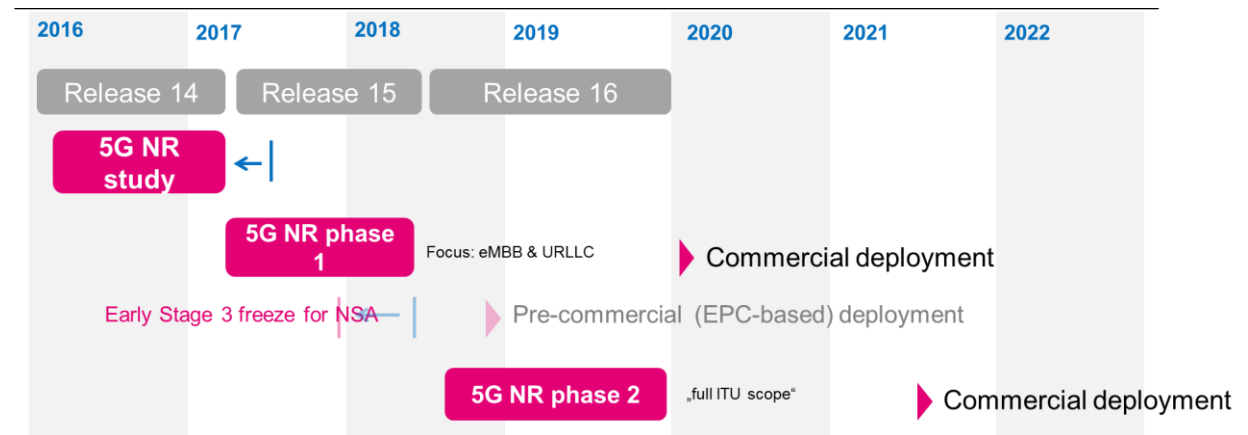 2016 2017 2018 2019 2020 2021 2022
Release 14 Release 15 Release 16
5G NR
study
5G NR phase
1
Focus: eMBB & URLLC
Commercial deployment
Early Stage 3 freeze for NSA
Pre-commercial (EPC-based) deployment
5G NR phase 2
„full ITU scope“
Commercial deployment